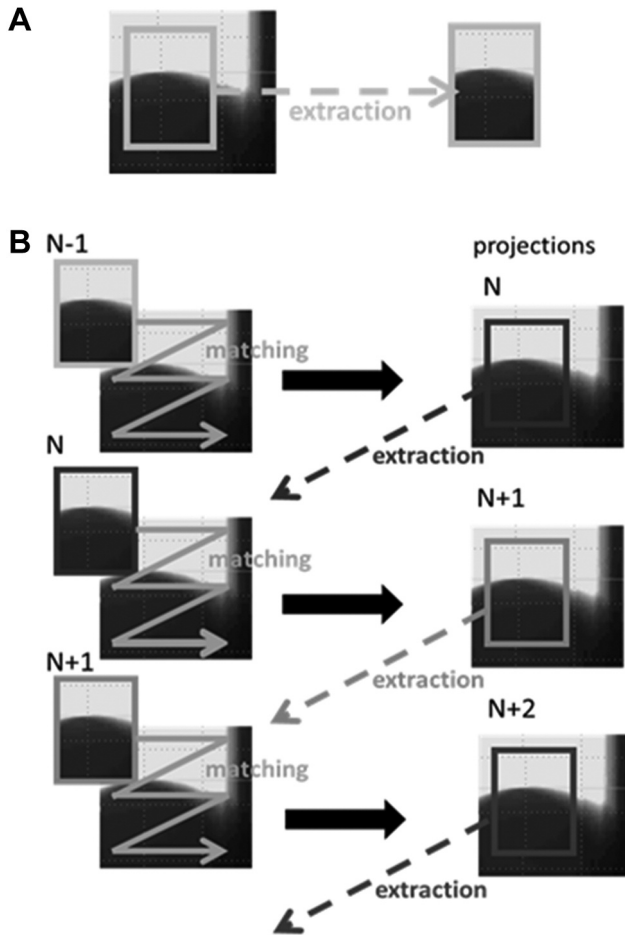 A
extraction
B
N-1
projections
N
matching
extraction
N
N+1
matching
extraction
N+1
N+2
matching
extraction